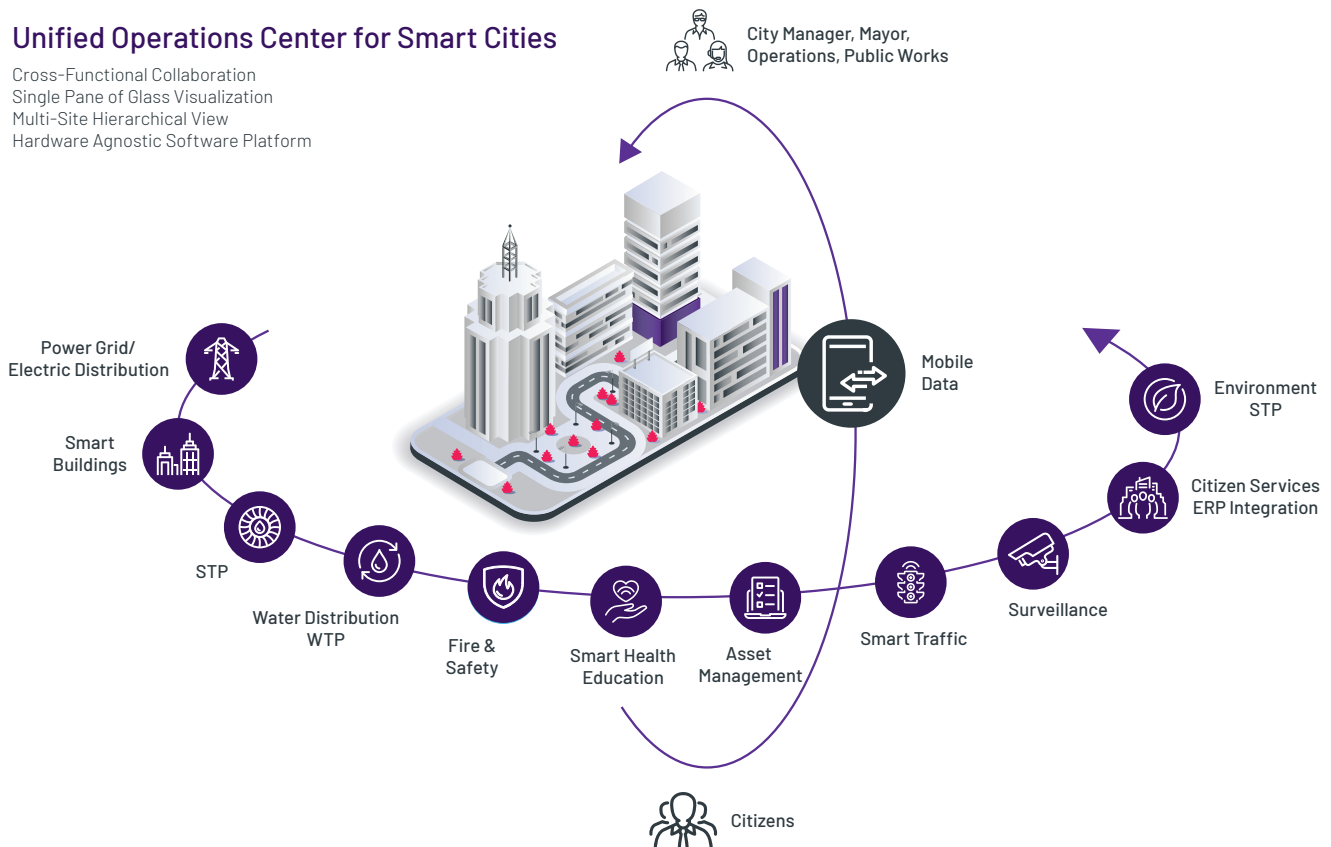 Unified Operations Center for Smart Cities
Cross-Functional Collaboration
Single Pane of Glass Visualization
Multi-Site Hierarchical View
Hardware Agnostic Software Platform
City Manager, Mayor,
Operations, Public Works
Mobile
Data
Power Grid/
Electric Distribution
Smart
Buildings
STP
Water Distribution
WTP
Fire &
Safety
Smart Health
Education
Asset
Management
Smart Traffic
Surveillance
Citizen Services
ERP Integration
Environment
STP
Citizens